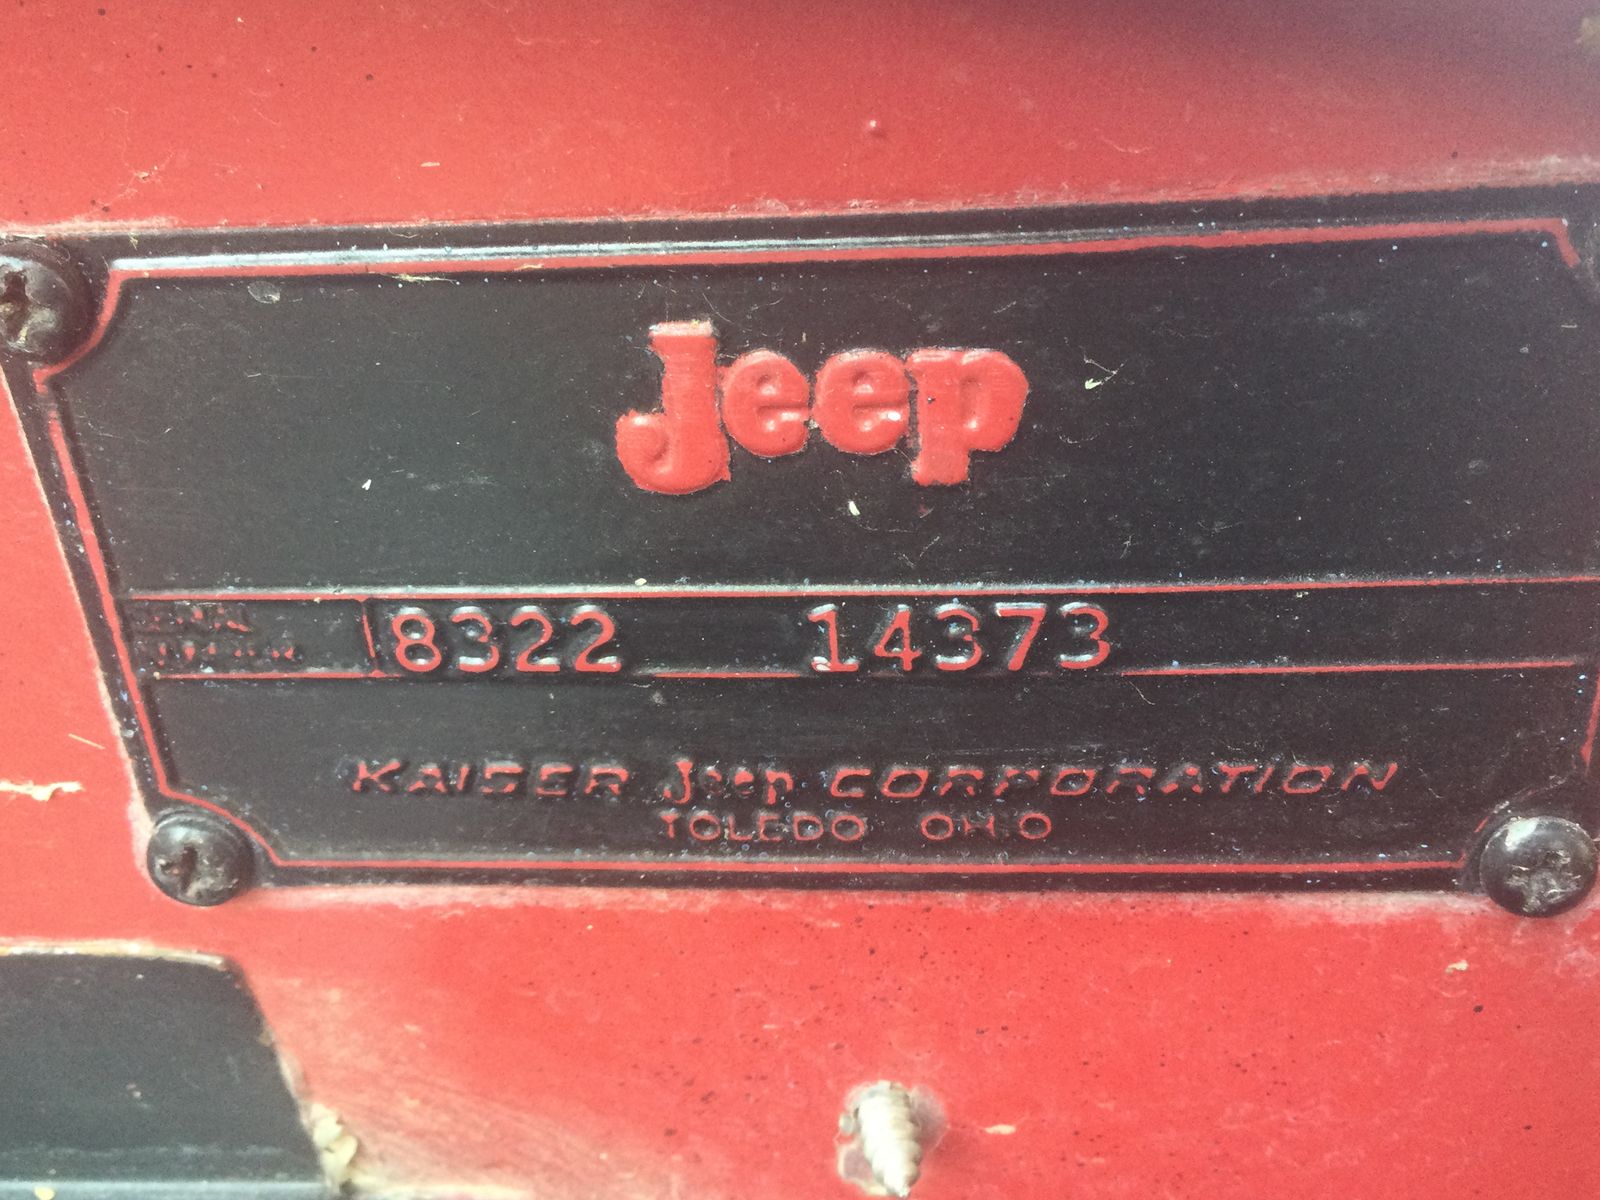 Jeep
8322 14373
KAISER Jeep CORPORATION
TOLEDO OHIO